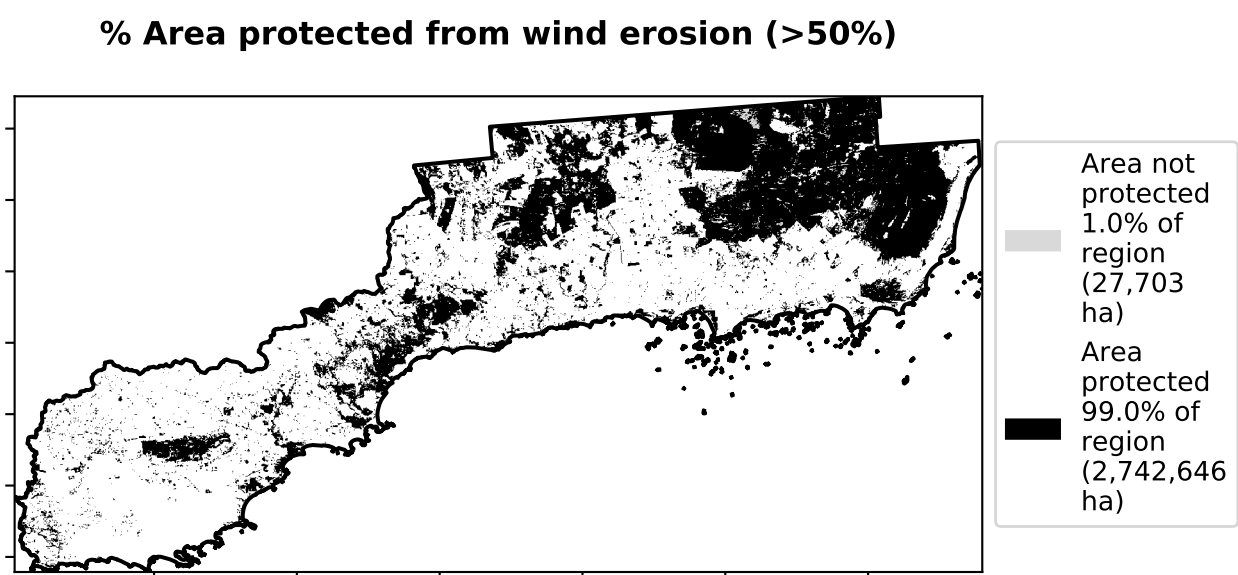 % Area protected from wind erosion (>50%)
Area not
protected
1.0% of
region
(27,703
ha)
Area
protected
99.0% of
region
(2,742,646
ha)